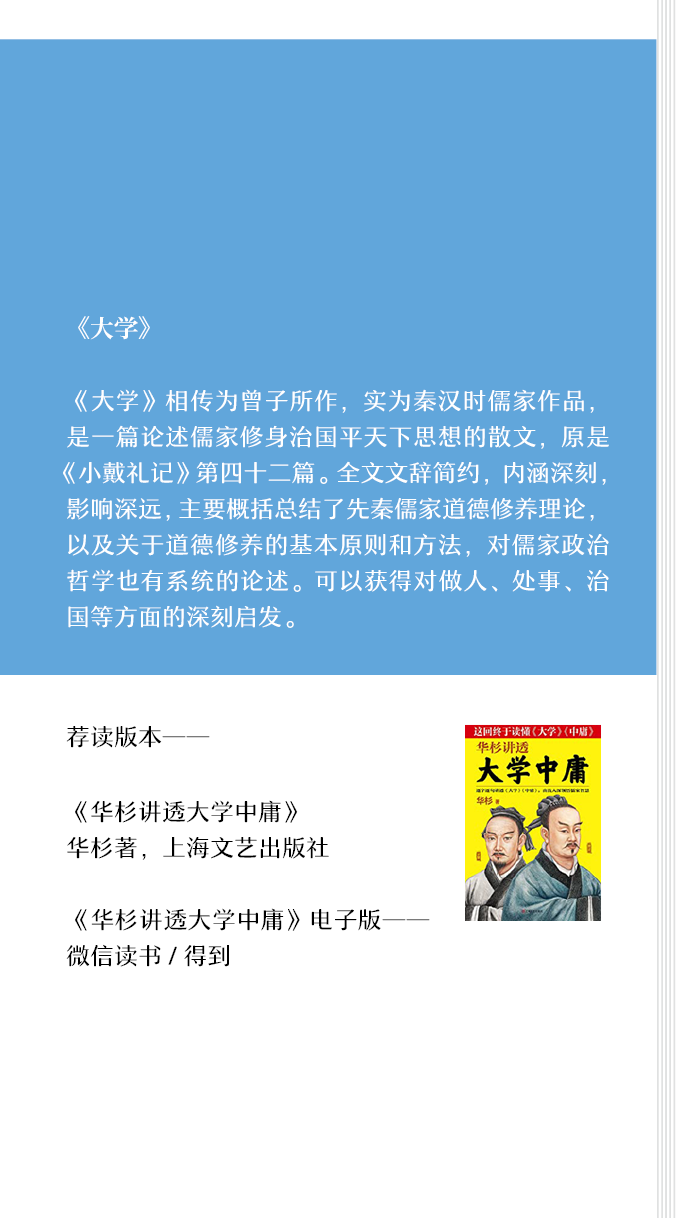 《大学》
《大学》相传为曾子所作，实为秦汉时儒家作品，
是一篇论述儒家修身治国平天下思想的散文，原是
《小戴礼记》第四十二篇。全文文辞简约，内涵深刻，
影响深远，主要概括总结了先秦儒家道德修养理论，
以及关于道德修养的基本原则和方法，对儒家政治
哲学也有系统的论述。可以获得对做人、处事、治
国等方面的深刻启发。
荐读版本——
《华杉讲透大学中庸》
华杉著，上海文艺出版社
《华杉讲透大学中庸》电子版——
微信读书 / 得到
这回终于读懂《大学》《中庸》
华杉讲透
大学中庸
华杉 著